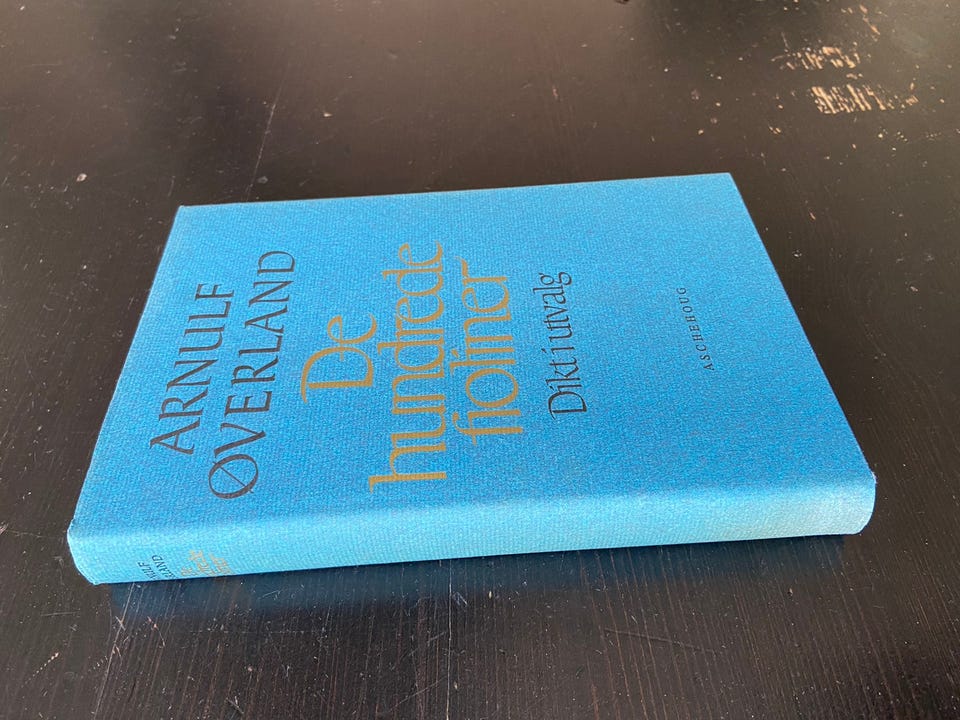 ARNULF
ØVERLAND
De
hundrede
fioliner
Dikt i utvalg
ASCHEHOUG